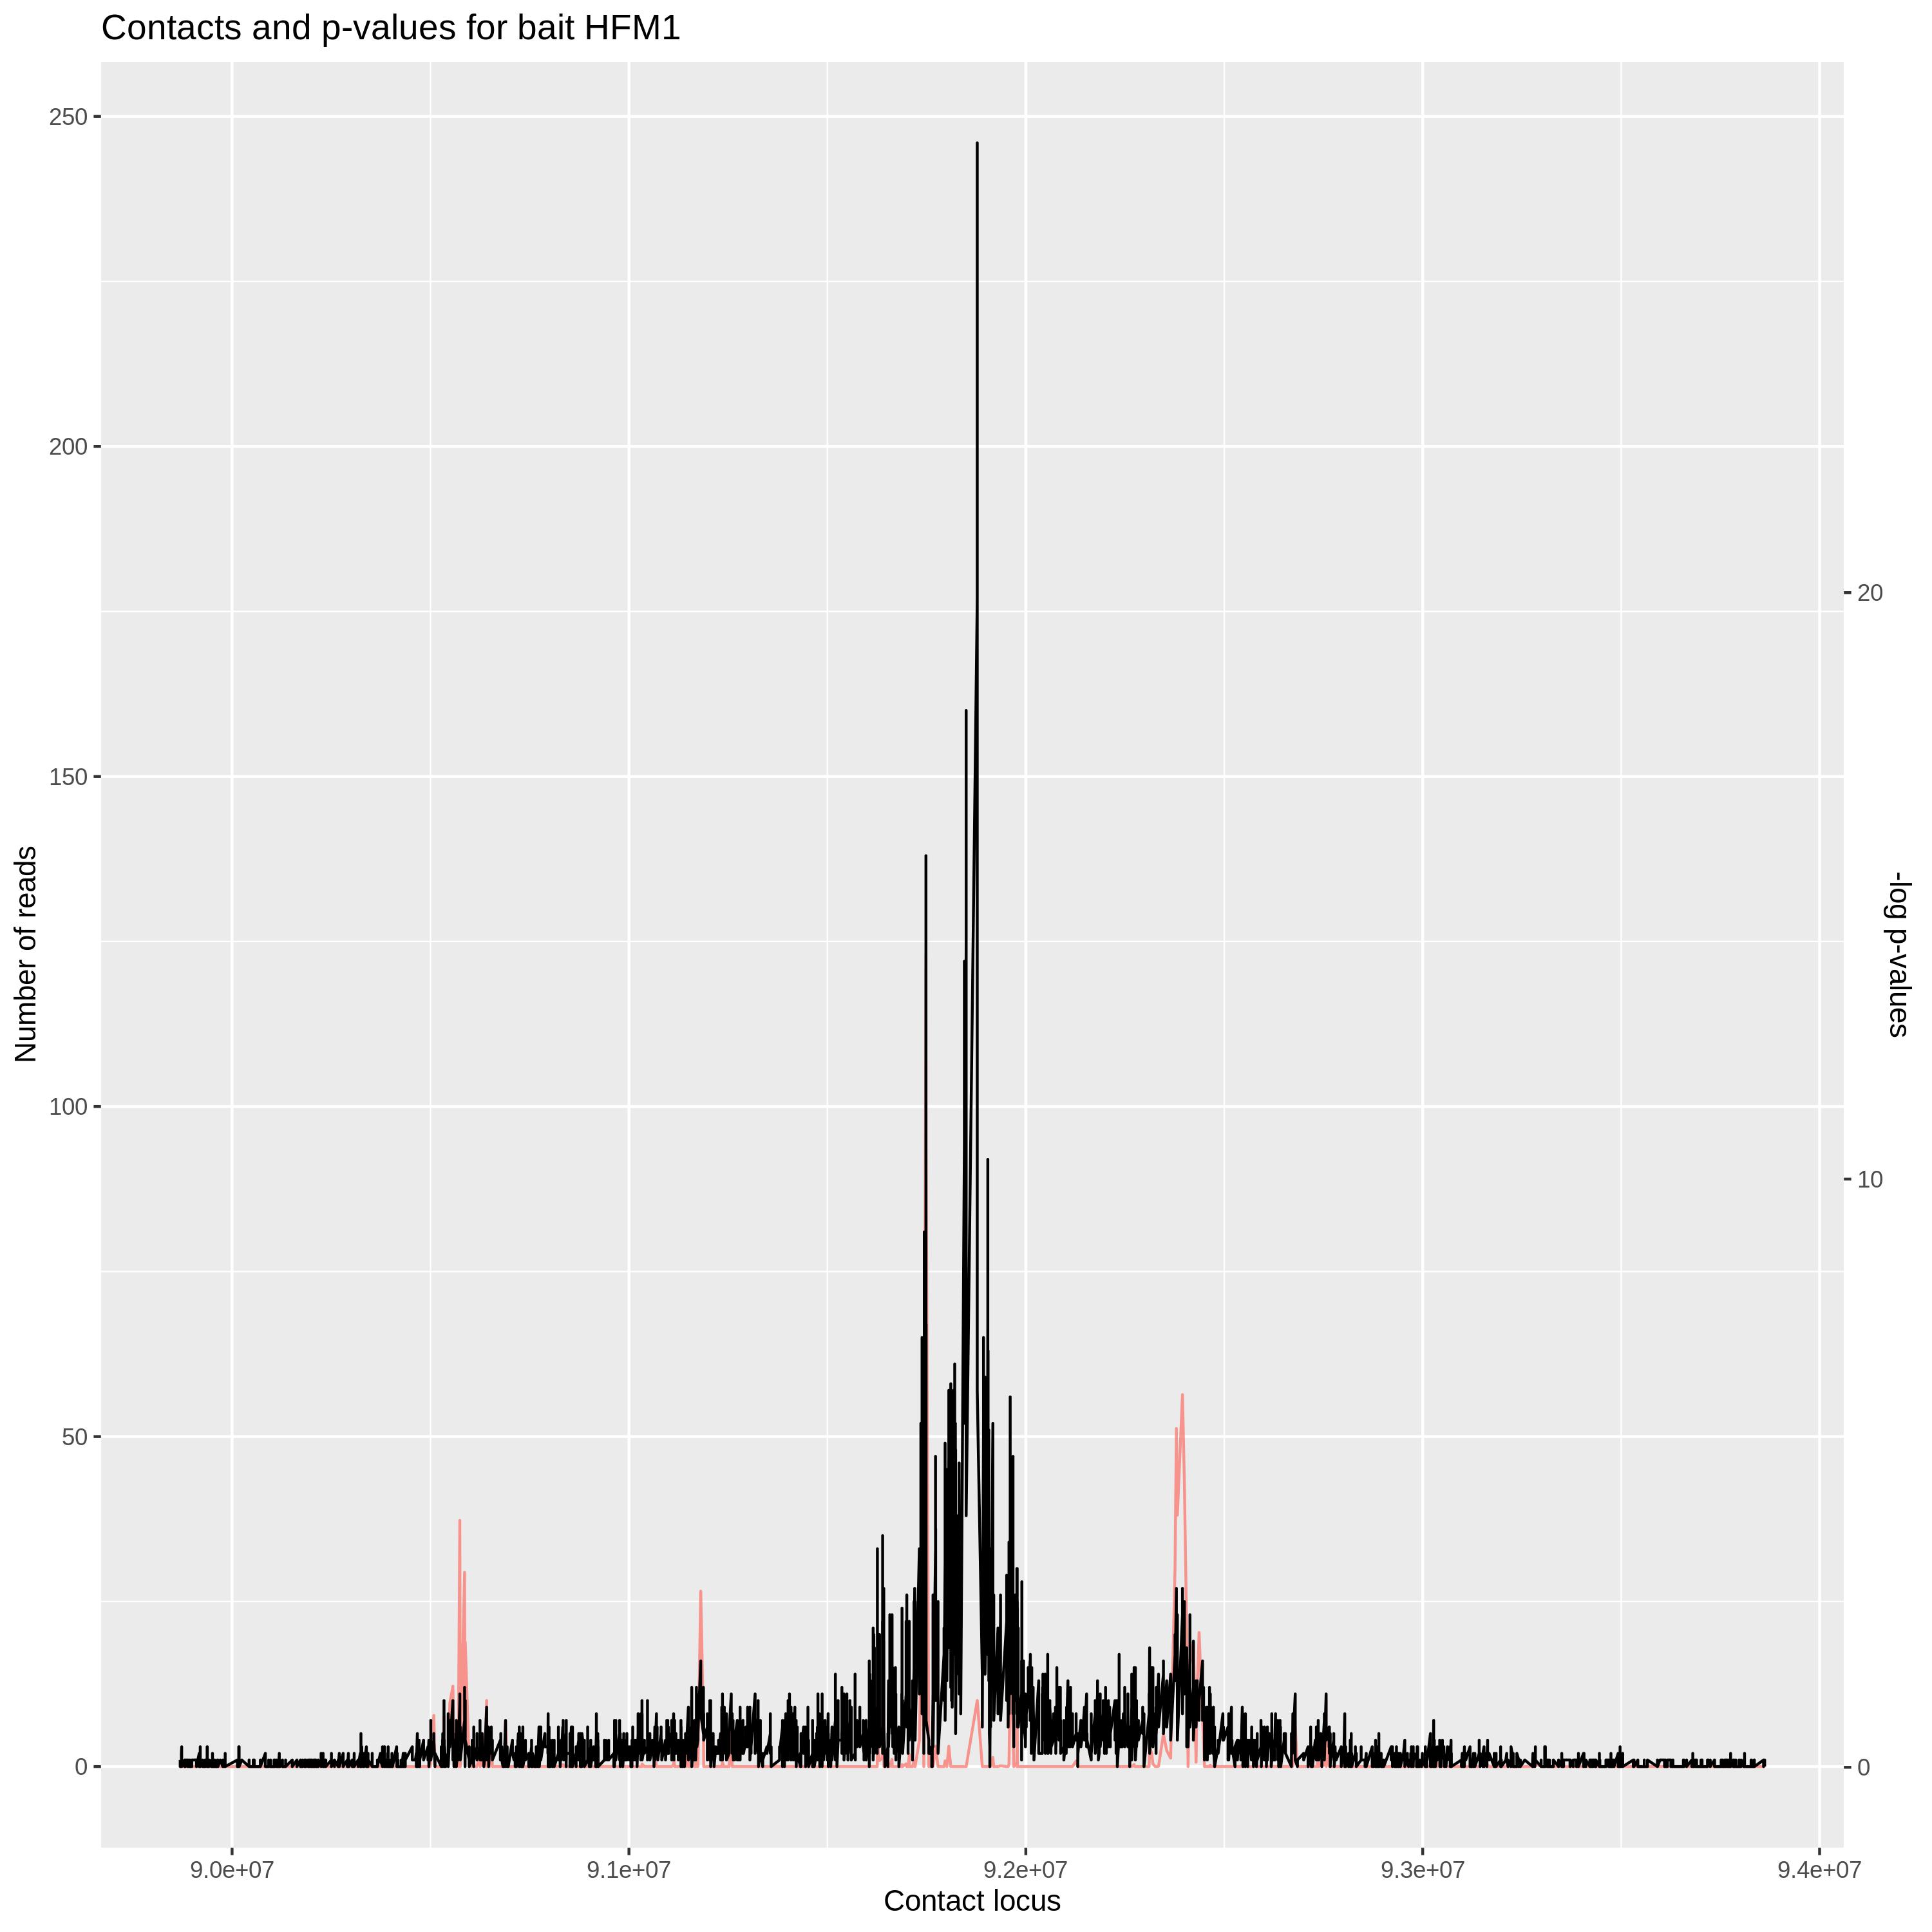 Contacts and p-values for bait HFM1
250
200
150
100
50
0
Number of reads
20
10
0
-log p-values
9.0e+07
9.1e+07
9.2e+07
9.3e+07
9.4e+07
Contact locus